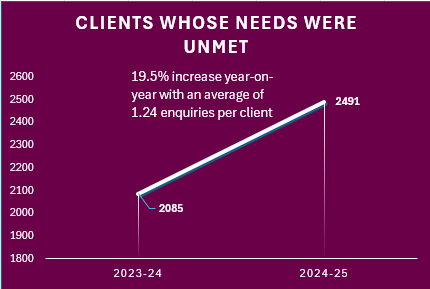 CLIENTS WHOSE NEEDS WERE
UNMET
19.5% increase year-on-
year with an average of
1.24 enquiries per client
2600
2500
2400
2300
2200
2100
2000
1900
1800
2491
2085
2023-24
2024-25